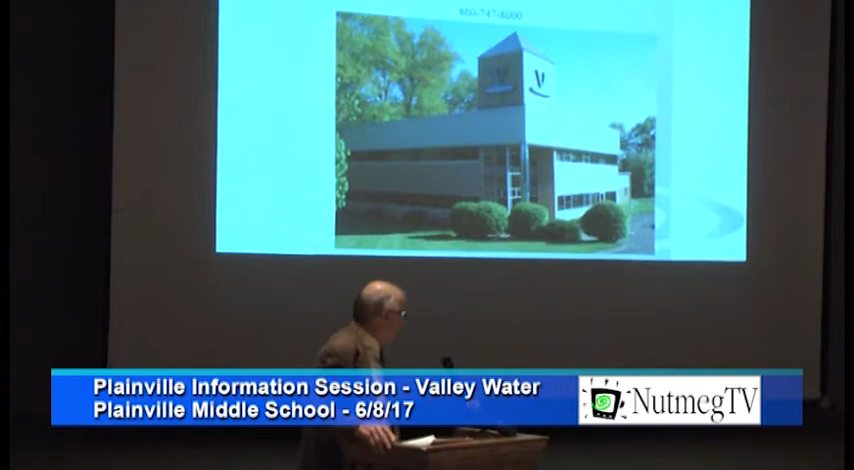 860-747-8000
Plainville Information Session - Valley Water
Plainville Middle School - 6/8/17
NutmegTV